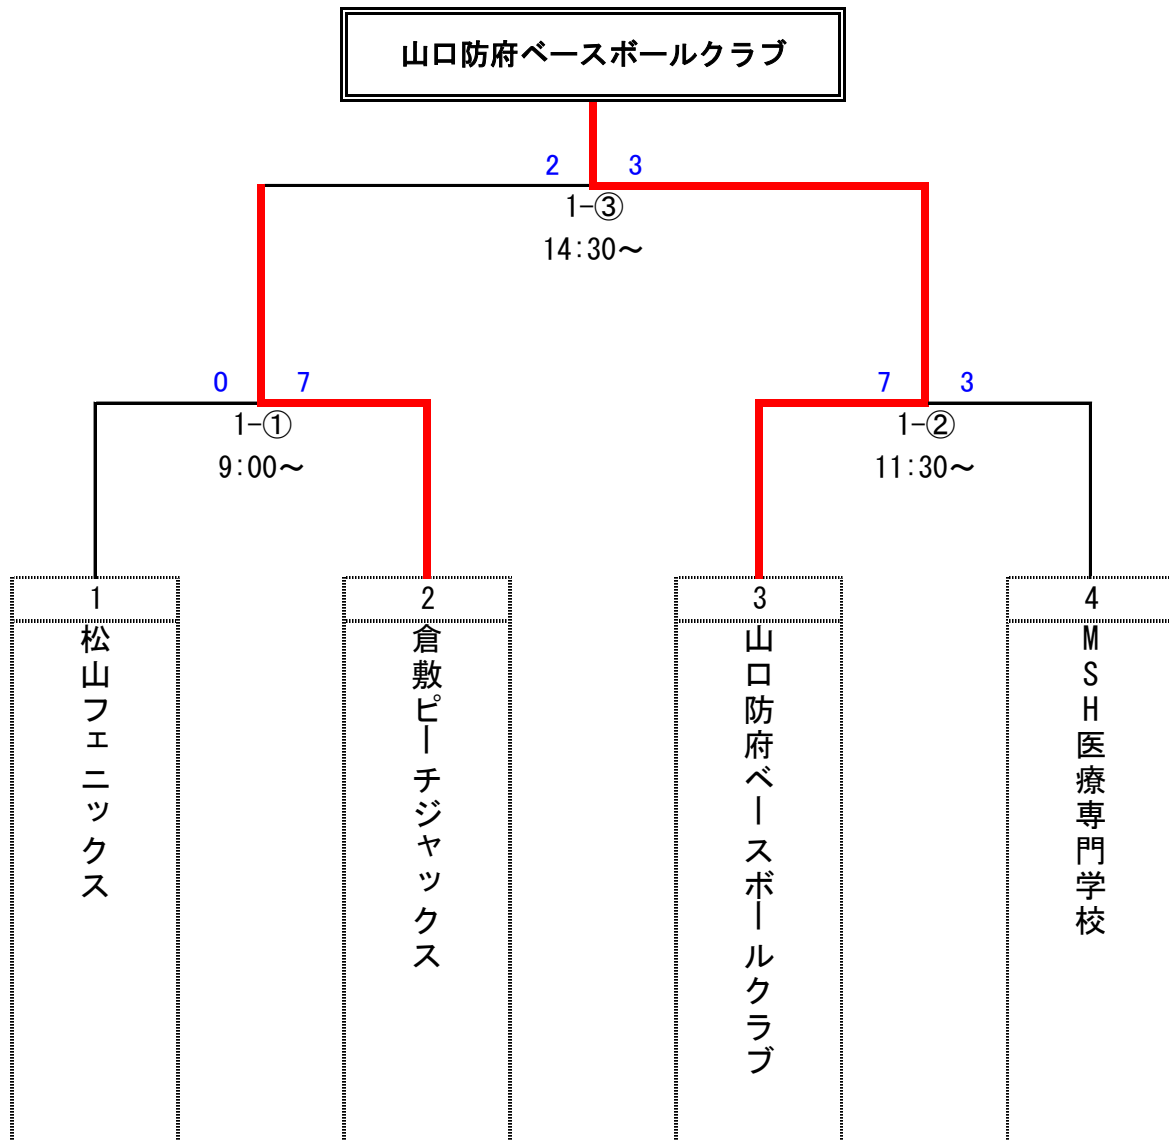 山口防府ベースボールクラブ
2 3
1-③
14:30～
0 7
7 3
1-①
1-②
9:00～
11:30～
1
2
3
4
松山フェニックス
倉敷ピーチジャックス
山口防府ベースボールクラブ
MSH医療専門学校